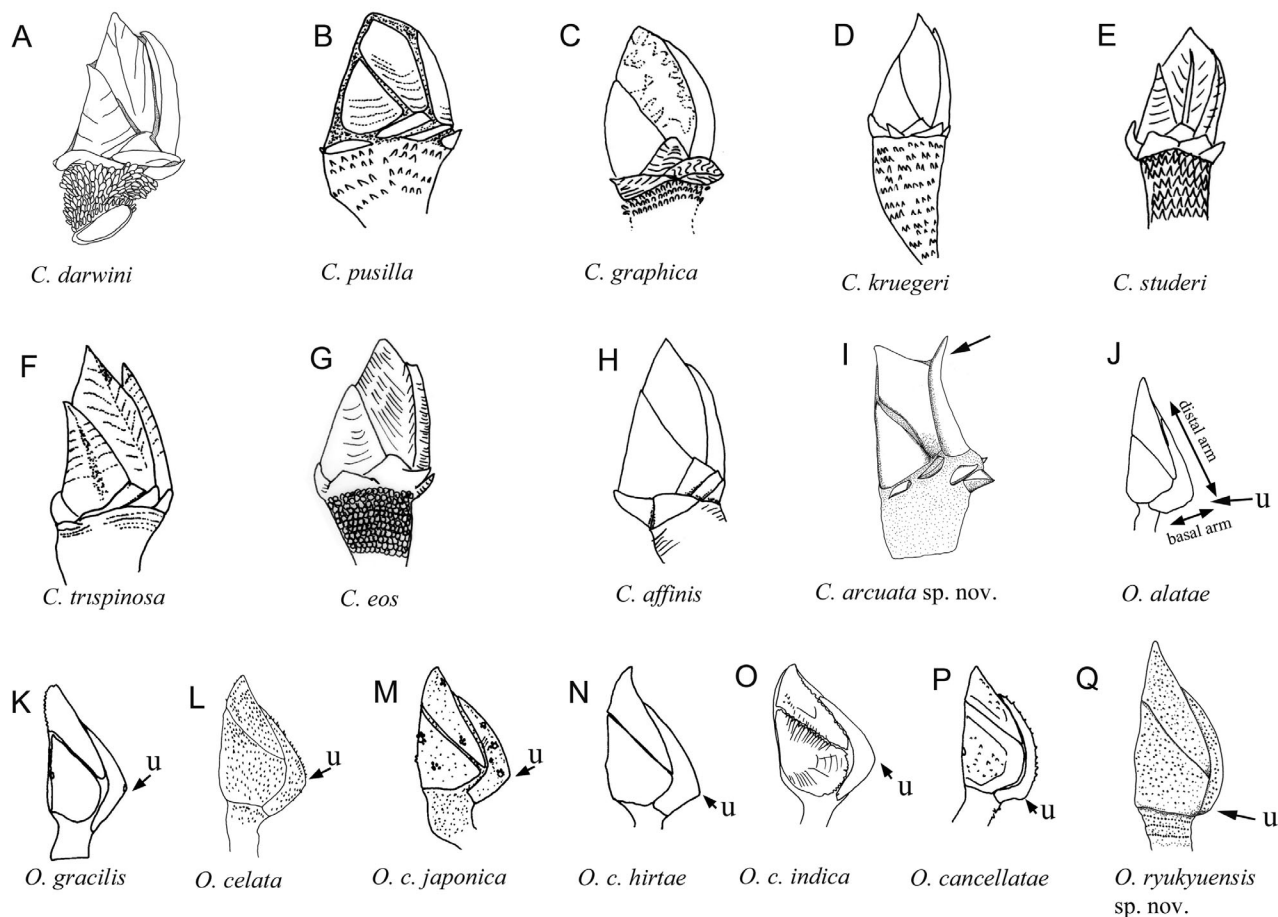 A B C D E
C. darwini C. pusilla C. graphica C. kruegeri C. studeri
F G H I J
distal arm
u
basal arm
C. trıspinosa C. eos C. affinis C. arcuata sp. nov. O. alatae
K L M N O P Q
u u u u u u u
O. gracilis O. celata O. c. japonica O. c. hirtae O. c. indica O. cancellatae O. ryukyuensis
sp. nov.